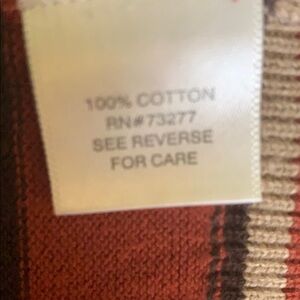 100% COTTON
RN#73277
SEE REVERSE
FOR CARE